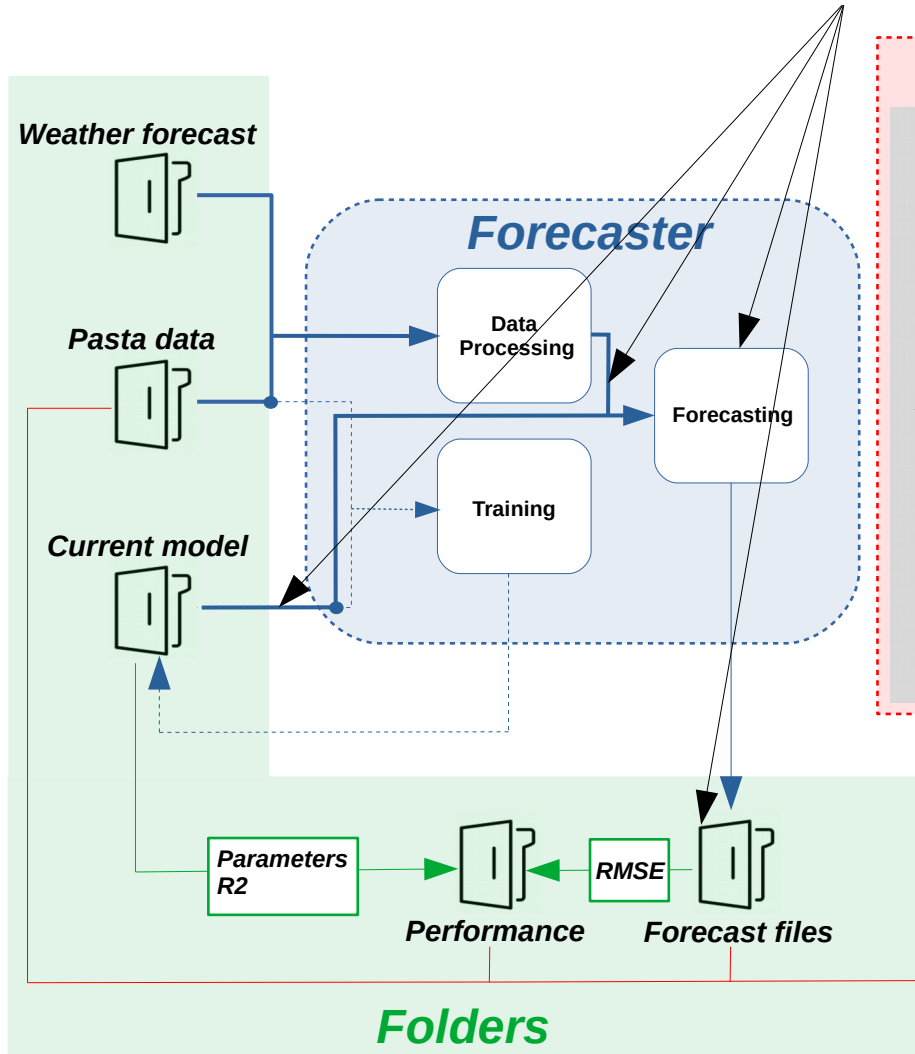 Weather forecast
Forecaster
Data
Processing
Pasta data
Forecasting
Training
Current model
Parameters
R2
RMSE
Performance
Forecast files
Folders